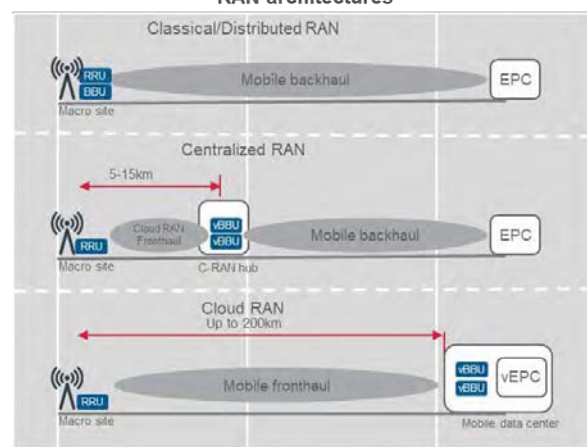 RAN architectures
Classical/Distributed RAN
RRU
BBU
Mobile backhaul
EPC
Macro site
Centralized RAN
5-15km
RRU
Cloud RAN
Fronthaul
vBBU
vBBU
Mobile backhaul
EPC
Macro site
C-RAN hub
Cloud RAN
Up to 200km
RRU
Mobile fronthaul
vBBU
vBBU
vEPC
Macro site
Mobile data center